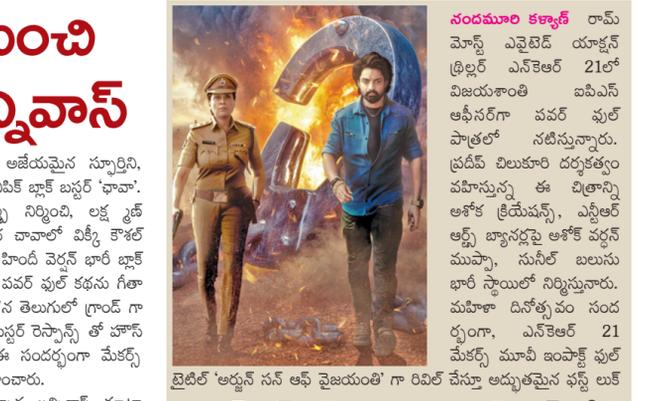 న్నివాస్
అజేయమైన స్ఫూర్తిని,
ఎపిక్ బ్లాక్ బస్టర్ ‘ఛావా’.
నిర్మించి, లక్ష్మణ్
చావాలో విక్కీ కౌశల్
హిందీ వెర్షన్ భారీ బ్లాక్
పవర్ ఫుల్ కథను గీతా
తెలుగులో గ్రాండ్ గా
రెస్పాన్స్ తో హౌస్
ఈ సందర్భంగా మేకర్స్
నందమూరి కళ్యాణ్ రామ్
మోస్ట్ ఎవైటెడ్ యాక్షన్
థ్రిల్లర్ ఎన్‌కెఆర్ 21లో
విజయశాంతి ఐపిఎస్
ఆఫీసర్‌గా పవర్ ఫుల్
పాత్రలో నటిస్తున్నారు.
ప్రదీప్ చిలుకూరి దర్శకత్వం
వహిస్తున్న ఈ చిత్రాన్ని
అశోక క్రియేషన్స్, ఎన్టీఆర్
ఆర్ట్స్ బ్యానర్లపై అశోక్ వర్ధన్
ముప్పా, సునీల్ బలుసు
భారీ స్థాయిలో నిర్మిస్తునారు.
మహిళా దినోత్సవం సంద
ర్భంగా, ఎన్‌కెఆర్ 21
మేకర్స్ మూవీ ఇంపాక్ట్ ఫుల్
టైటిల్ ‘అర్జున్ సన్ ఆఫ్ వైజయంతి’ గా రివిల్ చేస్తూ అద్భుతమైన ఫస్ట్ లుక్